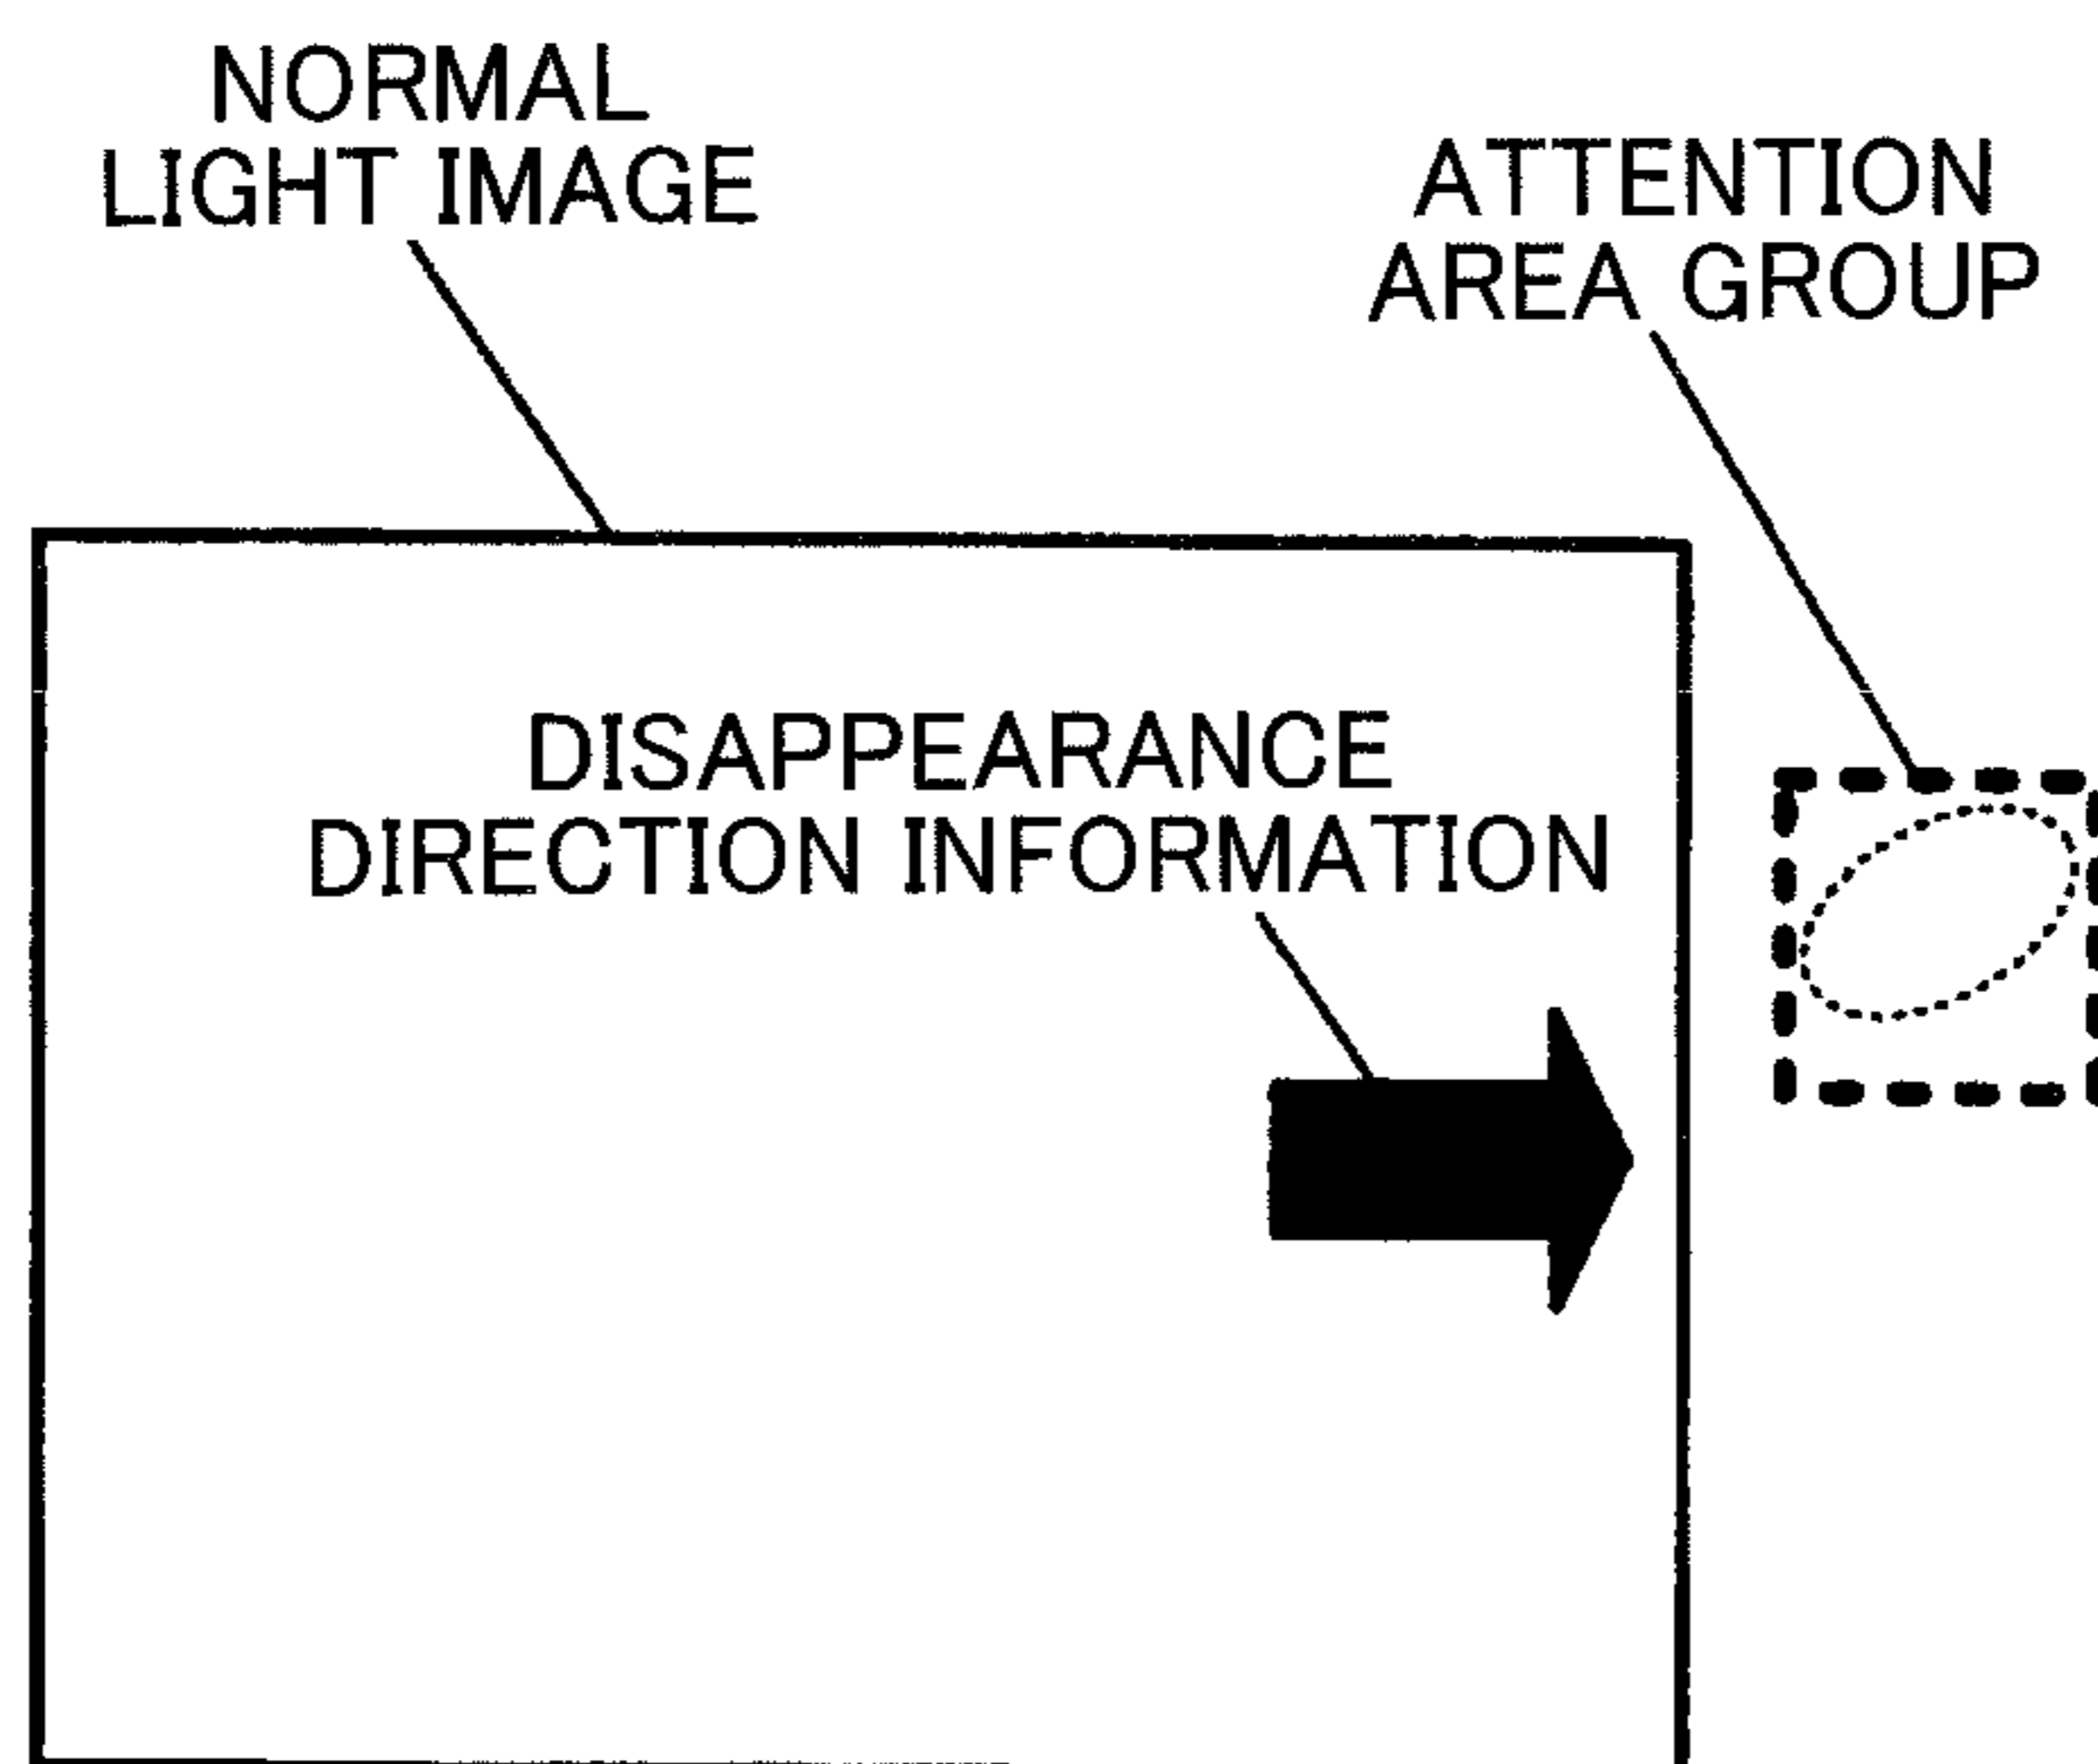 NORMAL
LIGHT IMAGE
ATTENTION
AREA GROUP
DISAPPEARANCE
DIRECTION INFORMATION